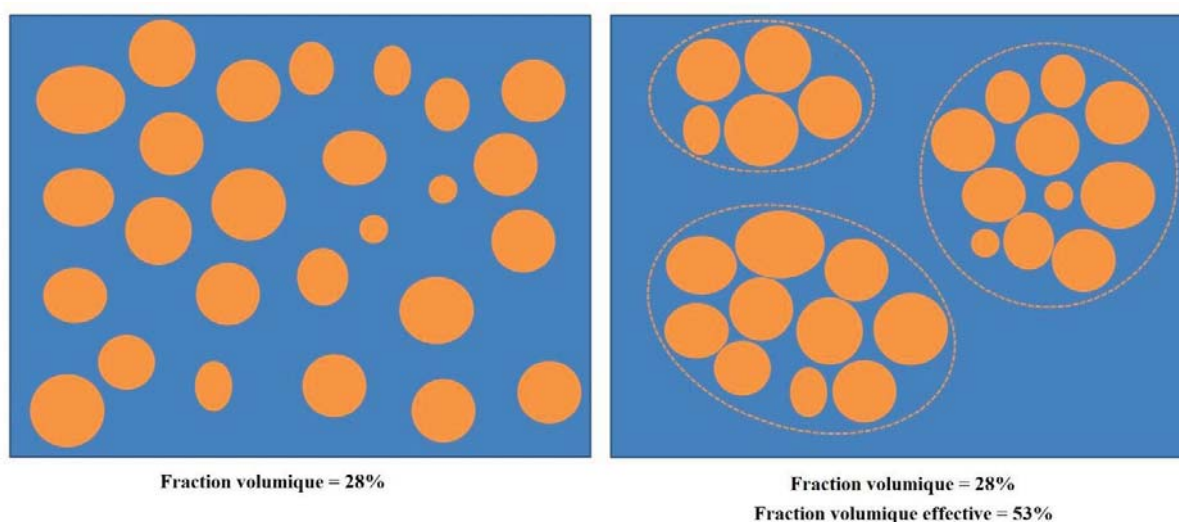 Fraction volumique = 28%
Fraction volumique = 28%
Fraction volumique effective = 53%